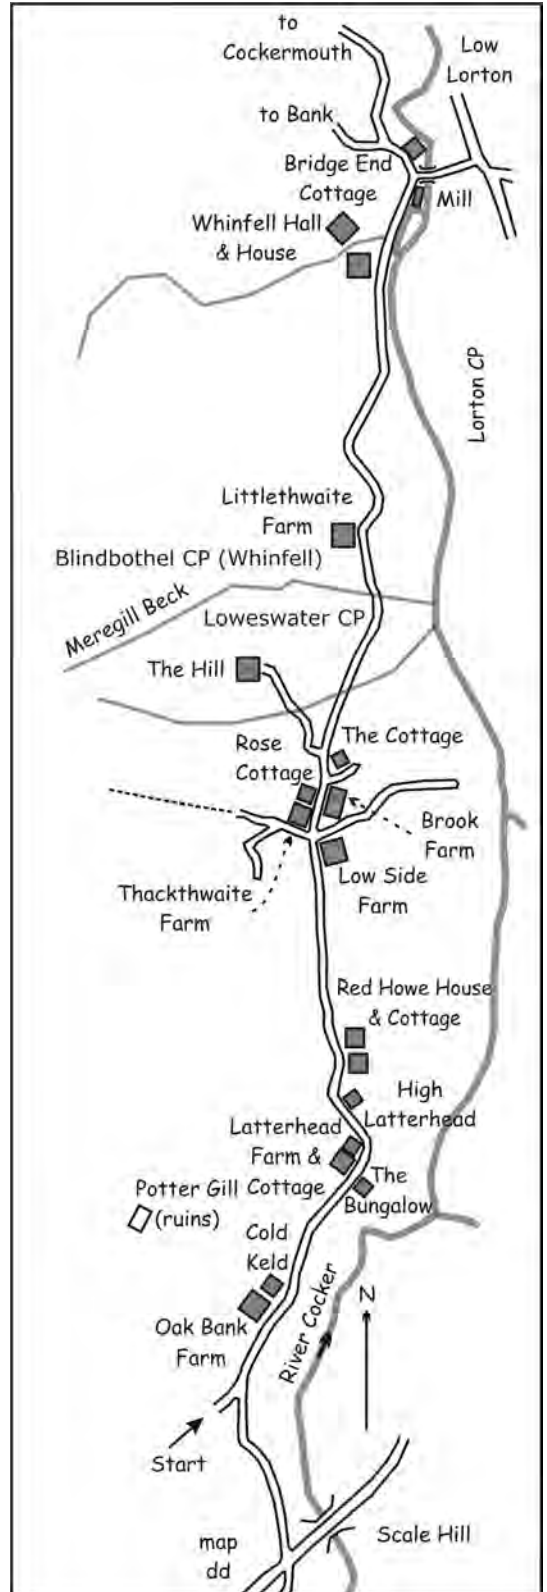 to
Cockermouth
Low
Lorton
to Bank
Bridge End
Cottage
Mill
Whinfell Hall
& House
Lorton CP
Littlethwaite
Farm
Blindbothel CP (Whinfell)
Meregill Beck
Loweswater CP
The Hill
Rose
Cottage
The Cottage
Brook
Farm
Thackthwaite
Farm
Low Side
Farm
Red Howe House
& Cottage
High
Latterhead
Latterhead
Farm &
Cottage
The
Bungalow
Potter Gill
(ruins)
Cold
Keld
Oak Bank
Farm
River Cocker
N
Start
Scale Hill
map
dd